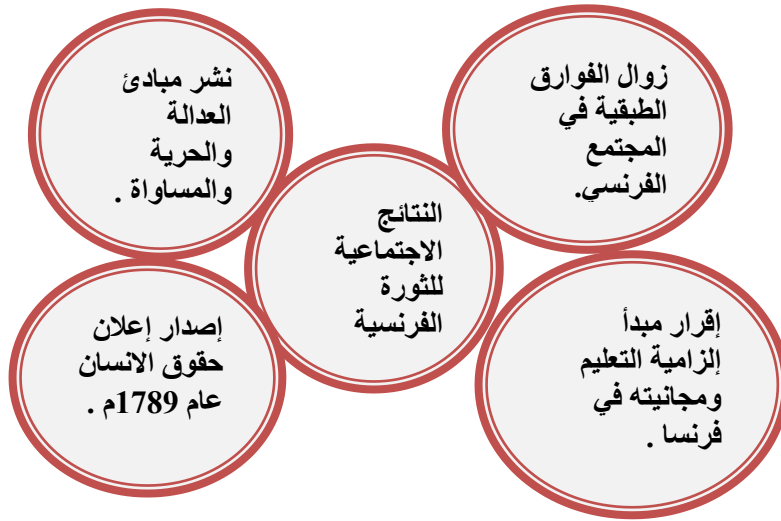 زوال الفوارق
الطبقية في
المجتمع
الفرنسي.
نشر مبادئ
العدالة
والحرية
والمساواة .
النتائج
الاجتماعية
للثورة
الفرنسية
إقرار مبدأ
إلزامية التعليم
ومجانيته في
فرنسا .
إصدار إعلان
حقوق الانسان
عام 1789م .